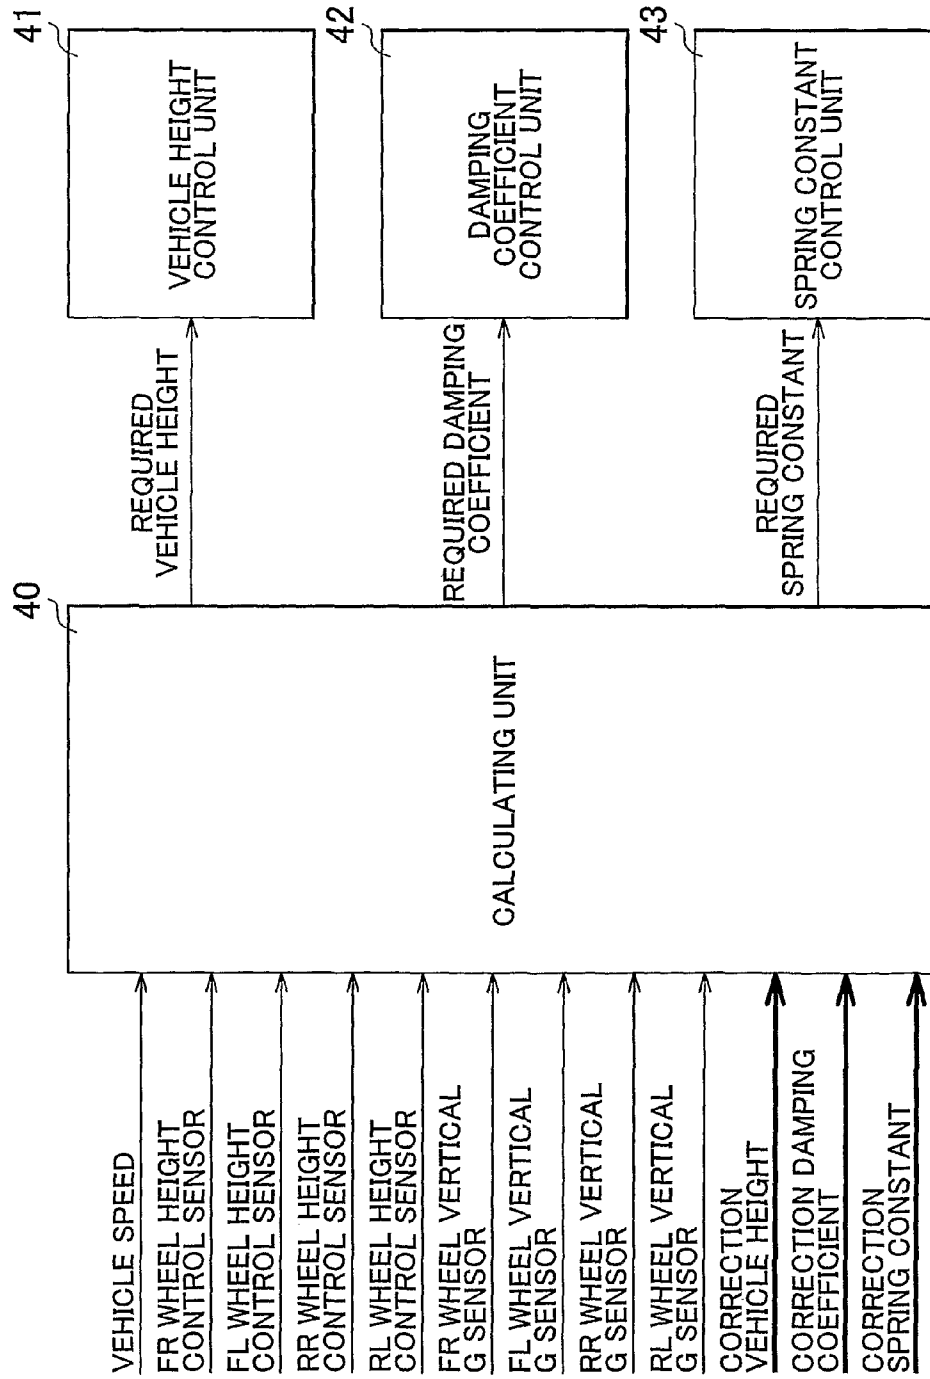 VEHICLE SPEED
FR WHEEL HEIGHT
CONTROL SENSOR
FL WHEEL HEIGHT
CONTROL SENSOR
RR WHEEL HEIGHT
CONTROL SENSOR
RL WHEEL HEIGHT
CONTROL SENSOR
FR WHEEL VERTICAL
G SENSOR
FL WHEEL VERTICAL
G SENSOR
RR WHEEL VERTICAL
G SENSOR
RL WHEEL VERTICAL
G SENSOR
CORRECTION
VEHICLE HEIGHT
CORRECTION DAMPING
COEFFICIENT
CORRECTION
SPRING CONSTANT
40
CALCULATING UNIT
REQUIRED
VEHICLE HEIGHT
REQUIRED DAMPING
COEFFICIENT
REQUIRED
SPRING CONSTANT
41
VEHICLE HEIGHT
CONTROL UNIT
42
DAMPING
COEFFICIENT
CONTROL UNIT
43
SPRING CONSTANT
CONTROL UNIT